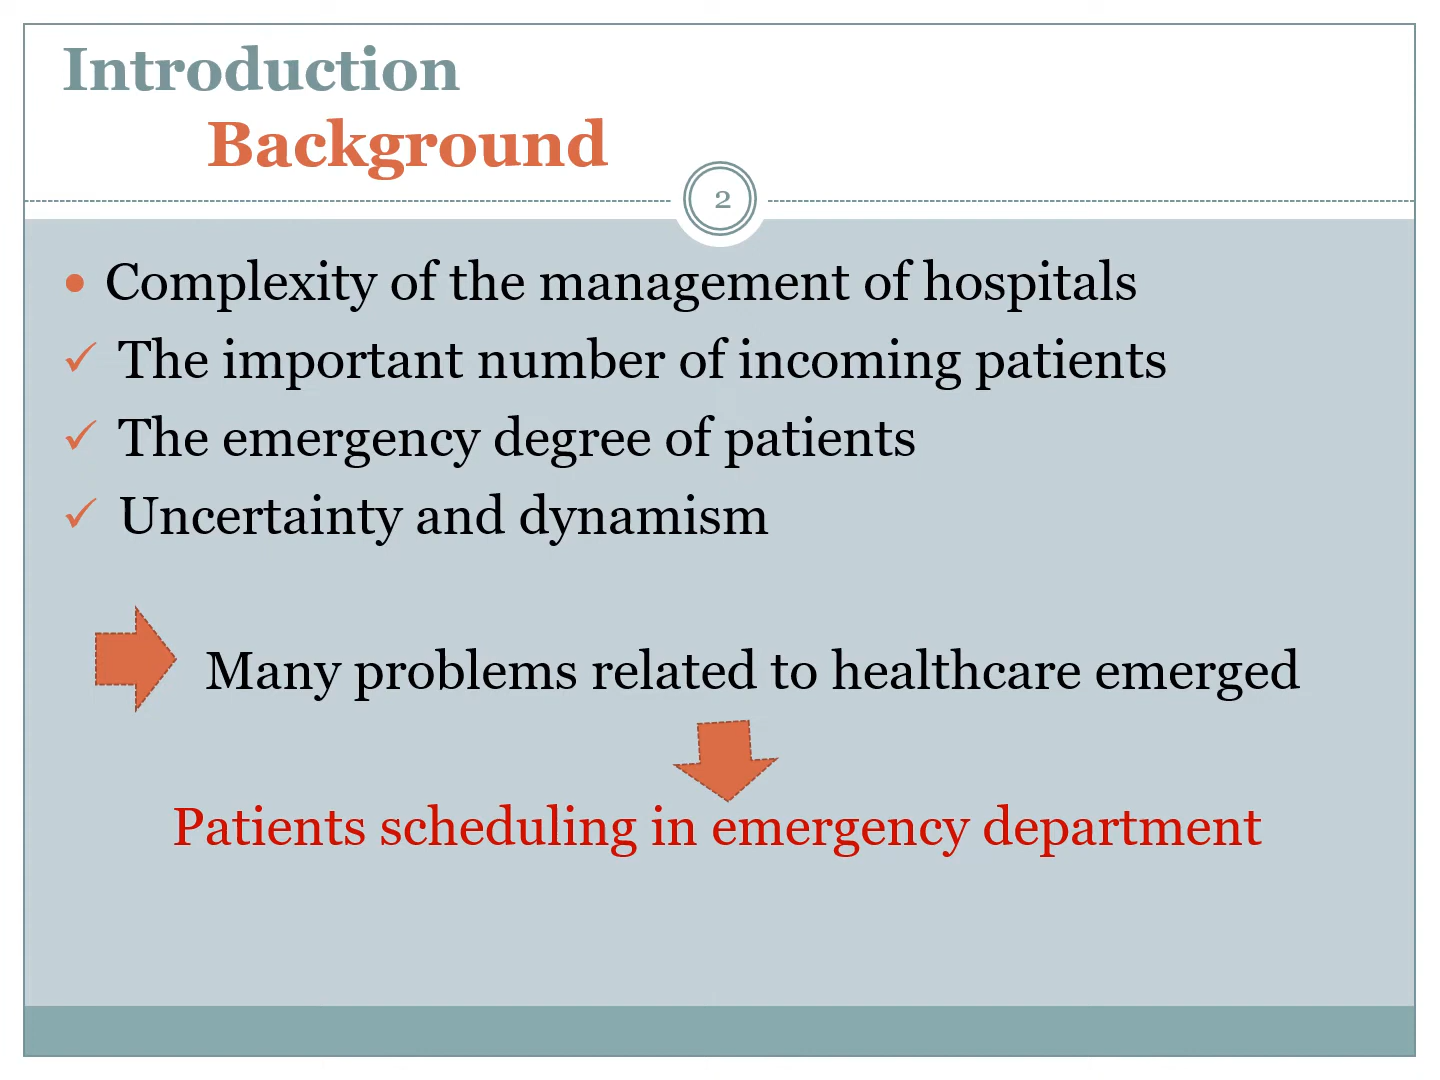 Introduction
Background
2
Complexity of the management of hospitals
The important number of incoming patients
The emergency degree of patients
Uncertainty and dynamism
Many problems related to healthcare emerged
Patients scheduling in emergency department